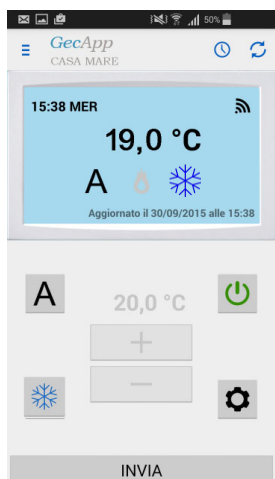 50%
GecApp
CASA MARE
15:38 MER
19,0 °C
A
Aggiornato il 30/09/2015 alle 15:38
A
20,0 °C
+
—
INVIA